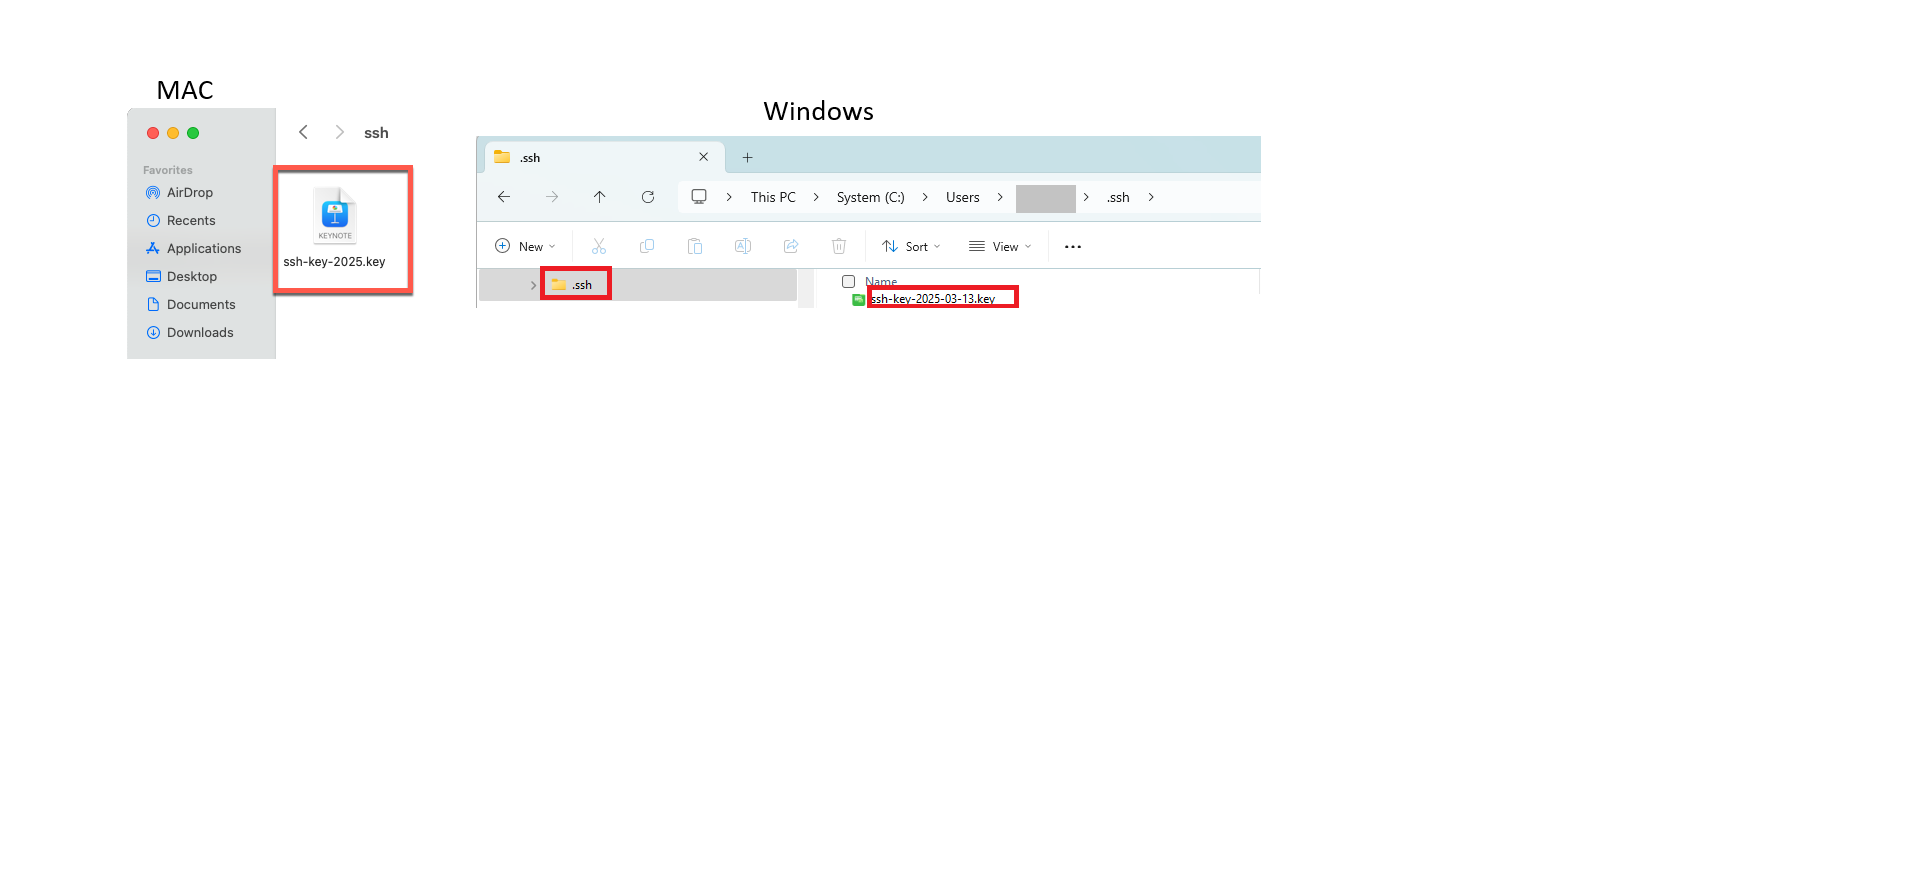 MAC
ssh
Favorites
AirDrop
Recents
Applications
Desktop
Documents
Downloads
KEYNOTE
ssh-key-2025.key
Windows
.ssh
This PC System (C:) Users .ssh
New Sort View
.ssh
Name
ssh-key-2025-03-13.key